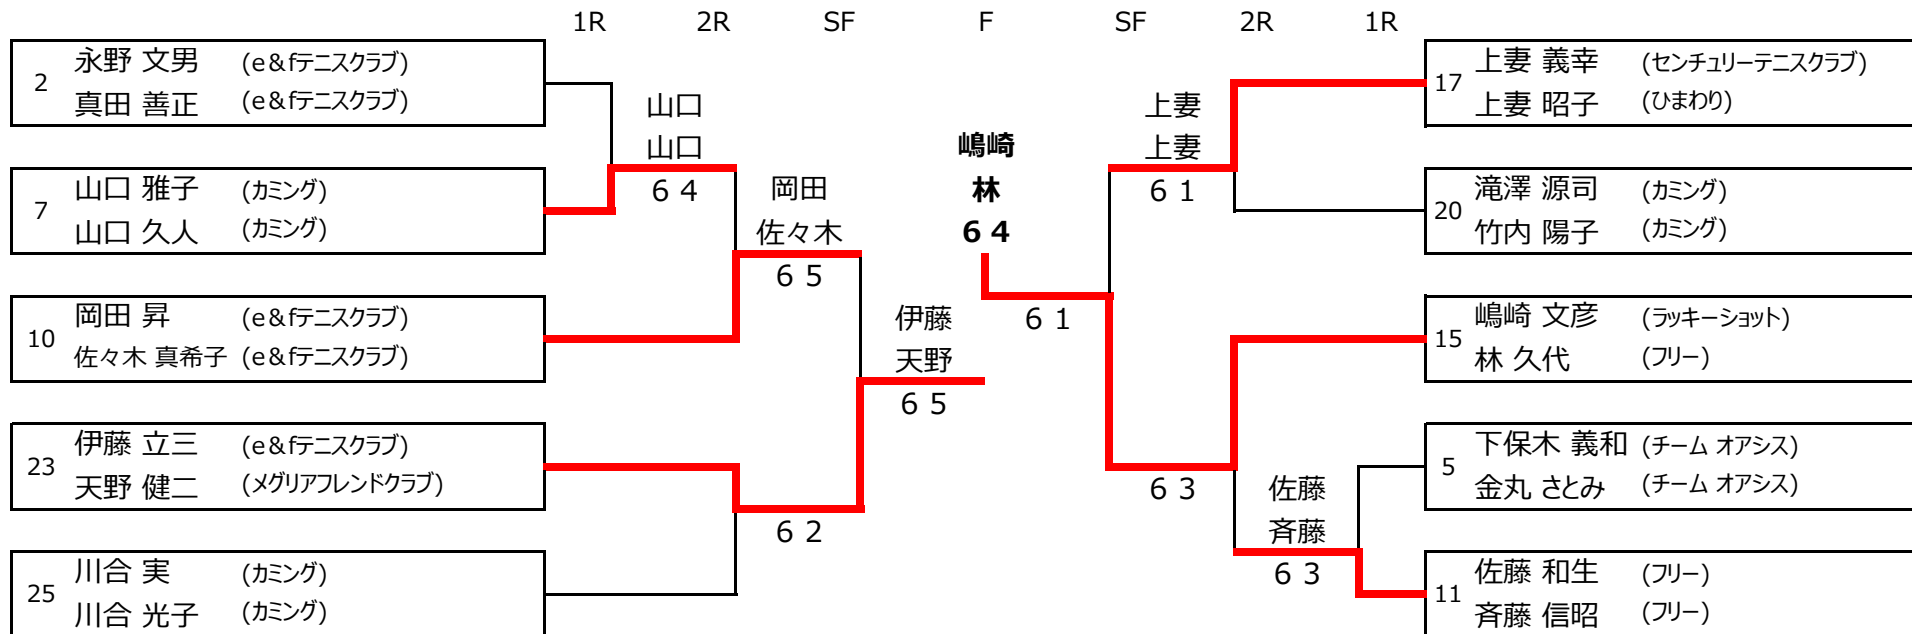 1R 2R SF F SF 2R 1R
2 永野 文男 (e&fテニスクラブ)
真田 善正 (e&fテニスクラブ)
7 山口 雅子 (カミング)
山口 久人 (カミング)
10 岡田 昇 (e&fテニスクラブ)
佐々木 真希子 (e&fテニスクラブ)
23 伊藤 立三 (e&fテニスクラブ)
天野 健二 (メグリアフレンドクラブ)
25 川合 実 (カミング)
川合 光子 (カミング)
山口
山口
6 4
岡田
佐々木
6 5
6 2
伊藤
天野
6 5
嶋崎
林
6 4
6 1
上妻
上妻
6 1
6 3
佐藤
斉藤
6 3
17 上妻 義幸 (センチュリーテニスクラブ)
上妻 昭子 (ひまわり)
20 滝澤 源司 (カミング)
竹内 陽子 (カミング)
15 嶋崎 文彦 (ラッキーショット)
林 久代 (フリー)
5 下保木 義和 (チーム オアシス)
金丸 さとみ (チーム オアシス)
11 佐藤 和生 (フリー)
斉藤 信昭 (フリー)